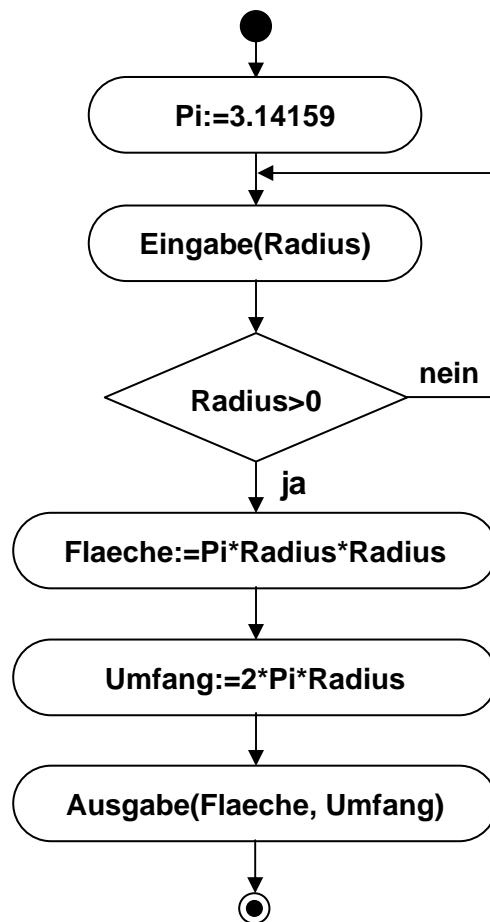 Pi:=3.14159
Eingabe(Radius)
Radius>0
nein
ja
Flaeche:=Pi*Radius*Radius
Umfang:=2*Pi*Radius
Ausgabe(Flaeche, Umfang)